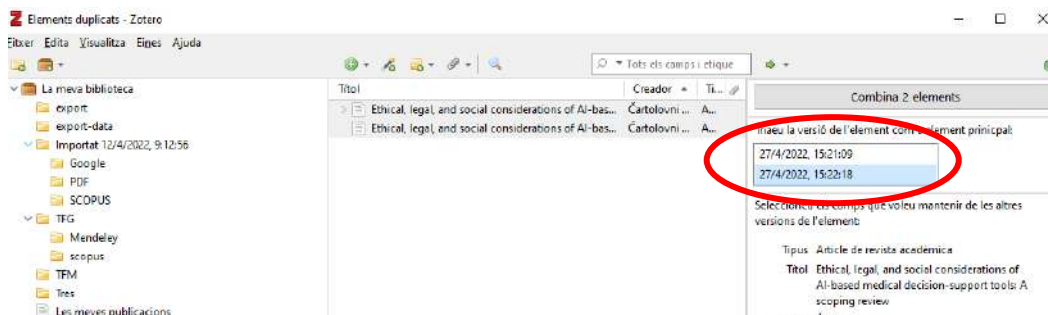 Elements duplicats - Zotero
Fitxer Edita Visualitza Eines Ajuda
Tots els camps i etique
La meva biblioteca
export
export-data
Importat 12/4/2022, 9:12:56
Google
PDF
SCOPUS
TFG
Mendeley
scopus
TFM
Tres
Les meves publicacions
Títol Creador Ti...
Ethical, legal, and social considerations of AI-bas... Čartolovni ... A...
Ethical, legal, and social considerations of AI-bas... Čartolovni ... A...
Combina 2 elements
Triaeu la versió de l'element com a element prinicpal:
27/4/2022, 15:21:09
27/4/2022, 15:22:18
Seleccioneu els camps que voleu mantenir de les altres
versions de l'element:
Tipus Article de revista acadèmica
Títol Ethical, legal, and social considerations of
AI-based medical decision-support tools: A
scoping review